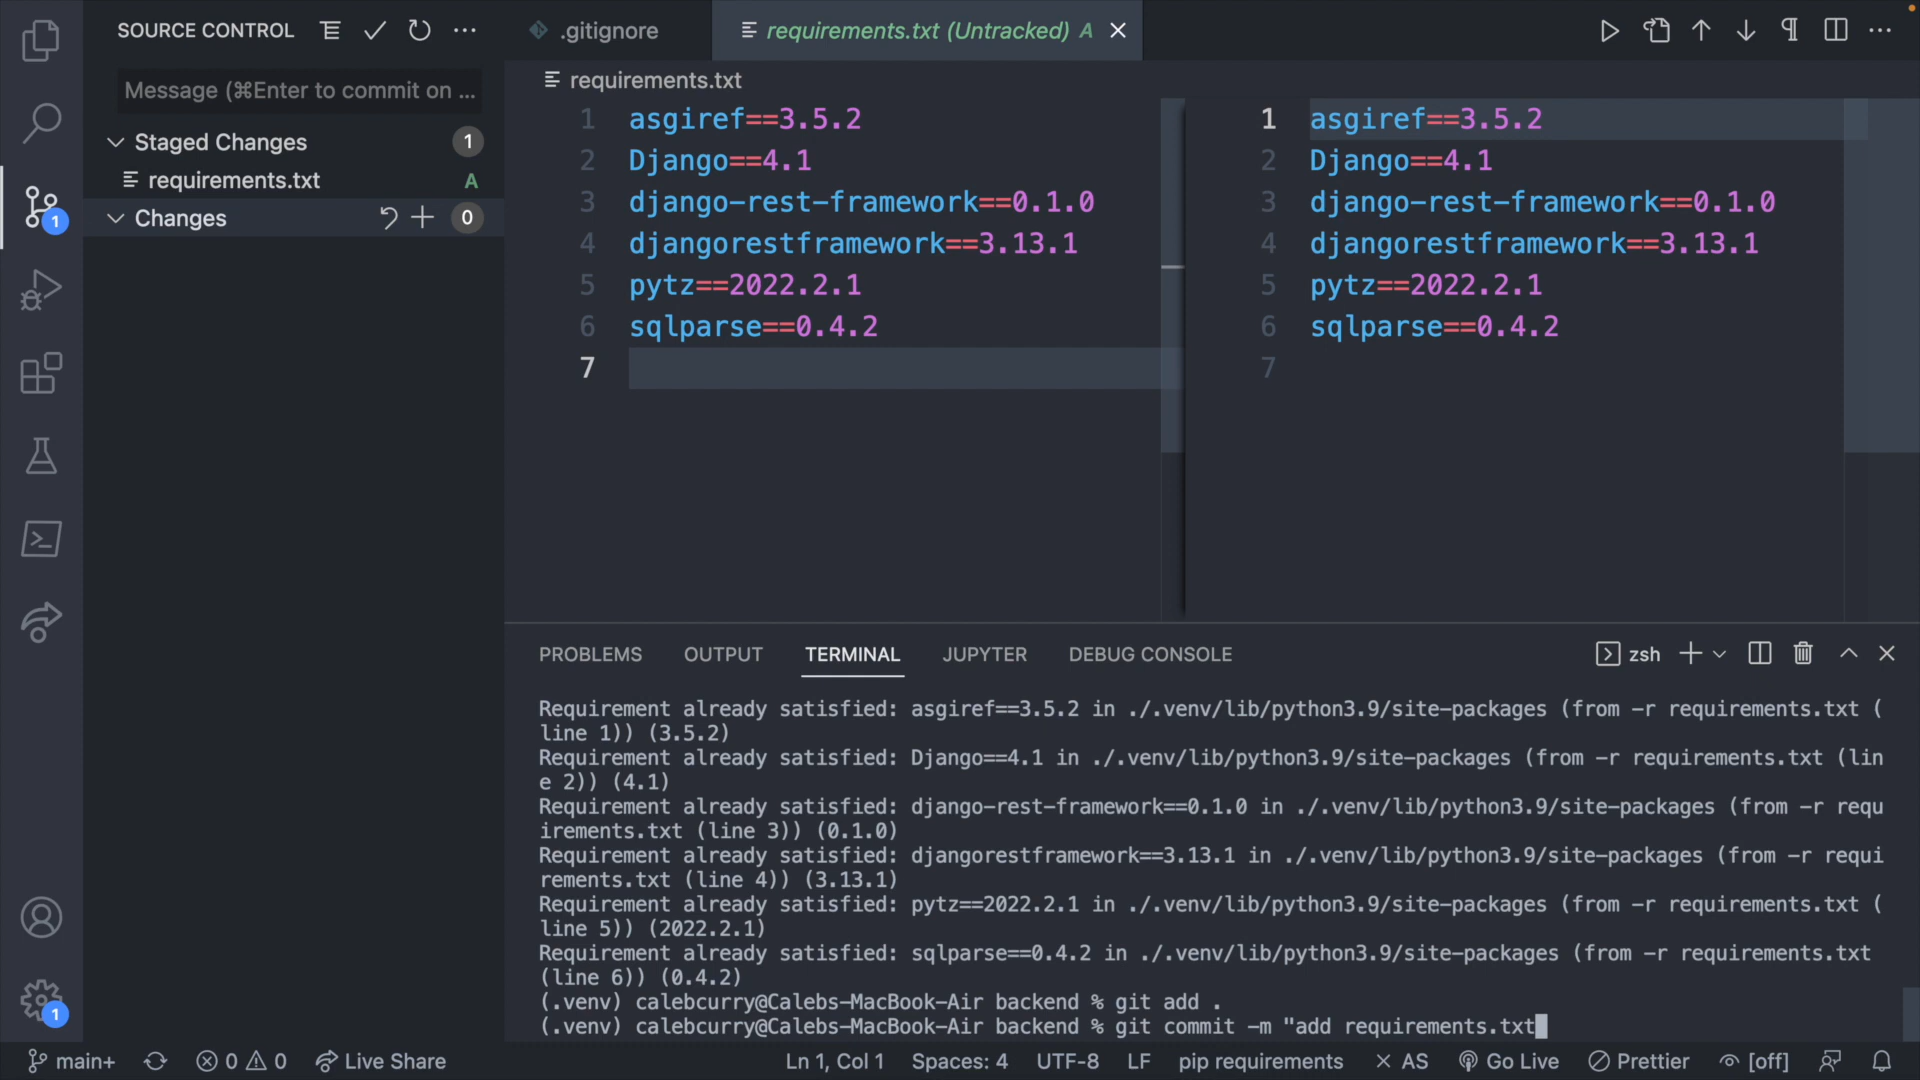 SOURCE CONTROL
Message (⌘Enter to commit on ...
Staged Changes 1
requirements.txt A
Changes 0
1
1
.gitignore
requirements.txt (Untracked) A
requirements.txt
1 asgiref==3.5.2
2 Django==4.1
3 django-rest-framework==0.1.0
4 djangorestframework==3.13.1
5 pytz==2022.2.1
6 sqlparse==0.4.2
7
1 asgiref==3.5.2
2 Django==4.1
3 django-rest-framework==0.1.0
4 djangorestframework==3.13.1
5 pytz==2022.2.1
6 sqlparse==0.4.2
7
PROBLEMS OUTPUT TERMINAL JUPYTER DEBUG CONSOLE zsh
Requirement already satisfied: asgiref==3.5.2 in ./.venv/lib/python3.9/site-packages (from -r requirements.txt (
line 1)) (3.5.2)
Requirement already satisfied: Django==4.1 in ./.venv/lib/python3.9/site-packages (from -r requirements.txt (lin
e 2)) (4.1)
Requirement already satisfied: django-rest-framework==0.1.0 in ./.venv/lib/python3.9/site-packages (from -r requ
irements.txt (line 3)) (0.1.0)
Requirement already satisfied: djangorestframework==3.13.1 in ./.venv/lib/python3.9/site-packages (from -r requi
rements.txt (line 4)) (3.13.1)
Requirement already satisfied: pytz==2022.2.1 in ./.venv/lib/python3.9/site-packages (from -r requirements.txt (
line 5)) (2022.2.1)
Requirement already satisfied: sqlparse==0.4.2 in ./.venv/lib/python3.9/site-packages (from -r requirements.txt
(line 6)) (0.4.2)
(.venv) calebcurry@Calebs-MacBook-Air backend % git add .
(.venv) calebcurry@Calebs-MacBook-Air backend % git commit -m "add requirements.txt
main+ 0 0 Live Share Ln 1, Col 1 Spaces: 4 UTF-8 LF pip requirements AS Go Live Prettier [off]